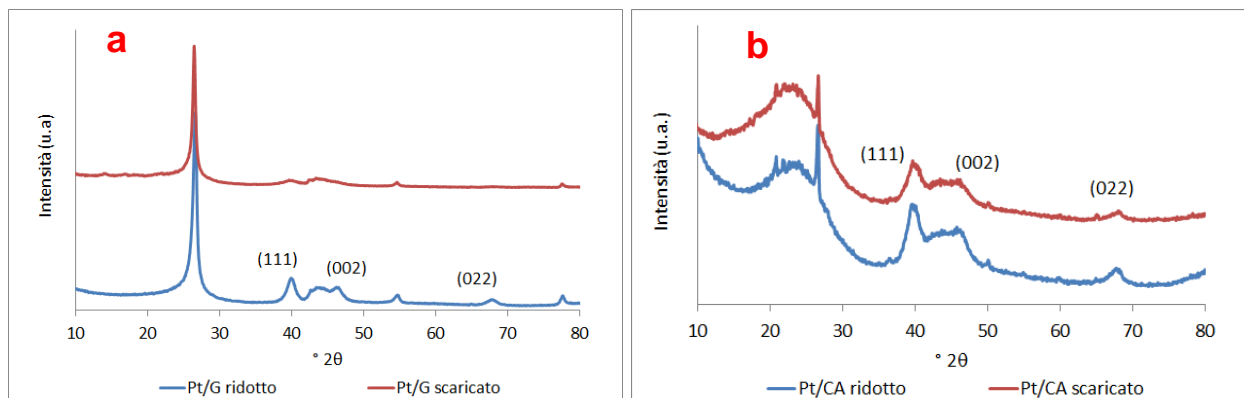 a
Intensità (u.a)
(111)
(002)
(022)
10 20 30 40 50 60 70 80
° 2θ
Pt/G ridotto Pt/G scaricato
b
Intensità (u.a.)
(111)
(002)
(022)
10 20 30 40 50 60 70 80
° 2θ
Pt/CA ridotto Pt/CA scaricato